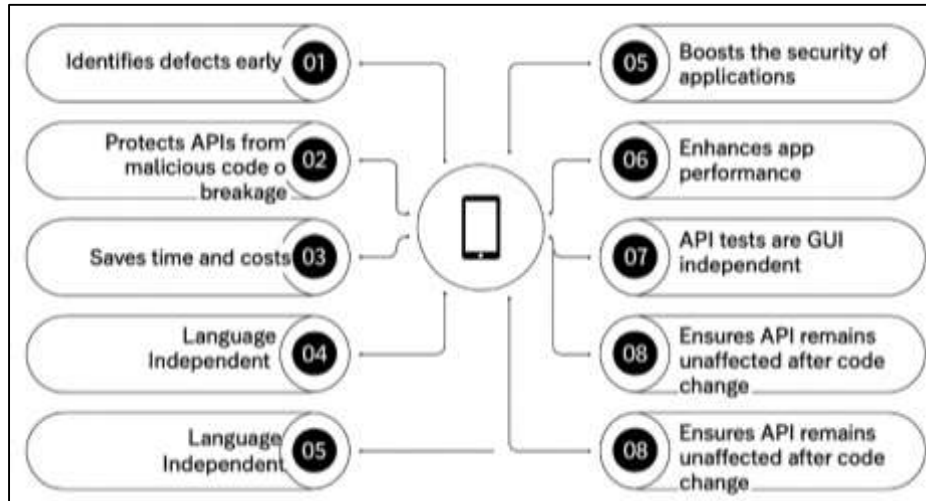 Identifies defects early
01
Protects APIs from
malicious code o
breakage
02
Saves time and costs
03
Language
Independent
04
Language
Independent
05
05
Boosts the security of
applications
06
Enhances app
performance
07
API tests are GUI
independent
08
Ensures API remains
unaffected after code
change
08
Ensures API remains
unaffected after code
change